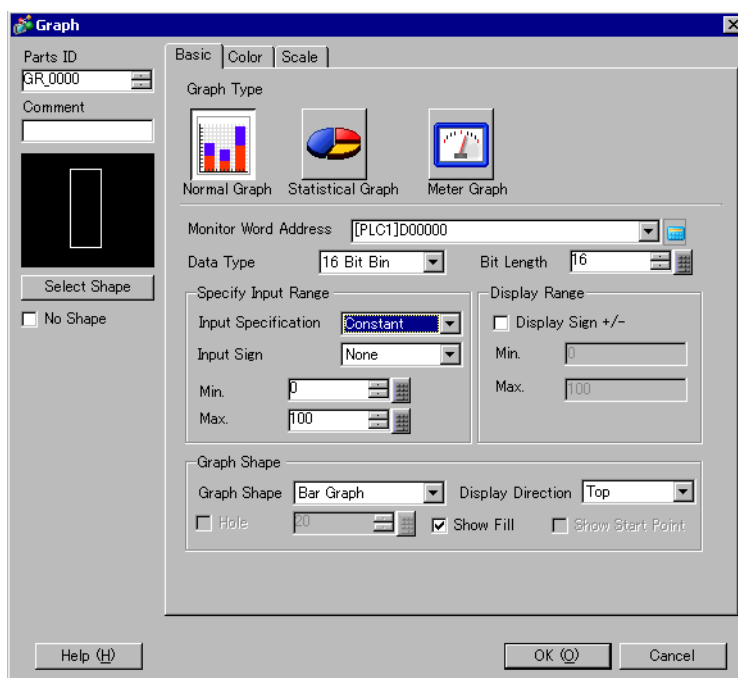 Graph
Parts ID
GR_0000
Comment
Select Shape
No Shape
Basic Color Scale
Graph Type
Normal Graph Statistical Graph Meter Graph
Monitor Word Address [PLC1]D00000
Data Type 16 Bit Bin Bit Length 16
Specify Input Range
Input Specification Constant
Input Sign None
Min. 0
Max. 100
Display Range
Display Sign +/-
Min. 0
Max. 100
Graph Shape
Graph Shape Bar Graph Display Direction Top
Hole 20 Show Fill Show Start Point
Help (H) OK (O) Cancel